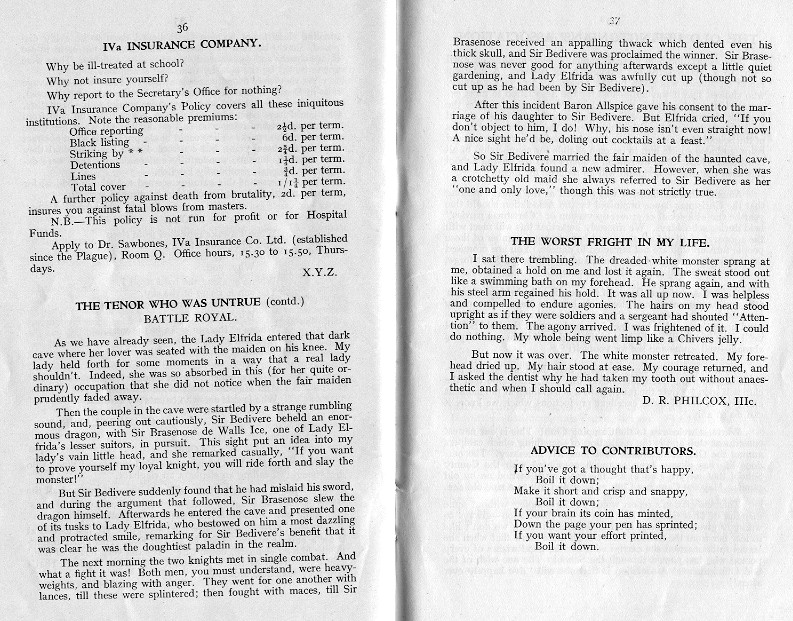 36
IVa INSURANCE COMPANY.
Why be ill-treated at school?
Why not insure yourself?
Why report to the Secretary's Office for nothing?
IVa Insurance Company's Policy covers all these iniquitous
institutions. Note the reasonable premiums:
Office reporting - - - 2½d. per term.
Black listing - - - 6d. per term.
Striking by * * - - - 2¾d. per term.
Detentions - - - 1½d. per term.
Lines - - - - ¾d. per term.
Total cover - - - - 1/1¾ per term.
A further policy against death from brutality, 2d. per term,
insures you against fatal blows from masters.
N.B.—This policy is not run for profit or for Hospital
Funds.
Apply to Dr. Sawbones, IVa Insurance Co. Ltd. (established
since the Plague), Room Q. Office hours, 15.30 to 15.50, Thurs-
days.
X.Y.Z.
THE TENOR WHO WAS UNTRUE (contd.)
BATTLE ROYAL.
As we have already seen, the Lady Elfrida entered that dark
cave where her lover was seated with the maiden on his knee. My
lady held forth for some moments in a way that a real lady
shouldn't. Indeed, she was so absorbed in this (for her quite or-
dinary) occupation that she did not notice when the fair maiden
prudently faded away.
Then the couple in the cave were startled by a strange rumbling
sound, and, peering out cautiously, Sir Bedivere beheld an enor-
mous dragon, with Sir Brasenose de Walls Ice, one of Lady El-
frida's lesser suitors, in pursuit. This sight put an idea into my
lady's vain little head, and she remarked casually, "If you want
to prove yourself my loyal knight, you will ride forth and slay the
monster!"
But Sir Bedivere suddenly found that he had mislaid his sword,
and during the argument that followed, Sir Brasenose slew the
dragon himself. Afterwards he entered the cave and presented one
of its tusks to Lady Elfrida, who bestowed on him a most dazzling
and protracted smile, remarking for Sir Bedivere's benefit that it
was clear he was the doughtiest paladin in the realm.
The next morning the two knights met in single combat. And
what a fight it was! Both men, you must understand, were heavy-
weights, and blazing with anger. They went for one another with
lances, till these were splintered; then fought with maces, till Sir
37
Brasenose received an appalling thwack which dented even his
thick skull, and Sir Bedivere was proclaimed the winner. Sir Brase-
nose was never good for anything afterwards except a little quiet
gardening, and Lady Elfrida was awfully cut up (though not so
cut up as he had been by Sir Bedivere).
After this incident Baron Allspice gave his consent to the mar-
riage of his daughter to Sir Bedivere. But Elfrida cried, "If you
don't object to him, I do! Why, his nose isn't even straight now!
A nice sight he'd be, doling out cocktails at a feast."
So Sir Bedivere married the fair maiden of the haunted cave,
and Lady Elfrida found a new admirer. However, when she was
a crotchetty old maid she always referred to Sir Bedivere as her
"one and only love," though this was not strictly true.
THE WORST FRIGHT IN MY LIFE.
I sat there trembling. The dreaded white monster sprang at
me, obtained a hold on me and lost it again. The sweat stood out
like a swimming bath on my forehead. He sprang again, and with
his steel arm regained his hold. It was all up now. I was helpless
and compelled to endure agonies. The hairs on my head stood
upright as if they were soldiers and a sergeant had shouted "Atten-
tion" to them. The agony arrived. I was frightened of it. I could
do nothing. My whole being went limp like a Chivers jelly.
But now it was over. The white monster retreated. My fore-
head dried up. My hair stood at ease. My courage returned, and
I asked the dentist why he had taken my tooth out without anaes-
thetic and when I should call again.
D. R. PHILCOX, IIIc.
ADVICE TO CONTRIBUTORS.
If you've got a thought that's happy,
Boil it down;
Make it short and crisp and snappy,
Boil it down;
If your brain its coin has minted,
Down the page your pen has sprinted;
If you want your effort printed,
Boil it down.